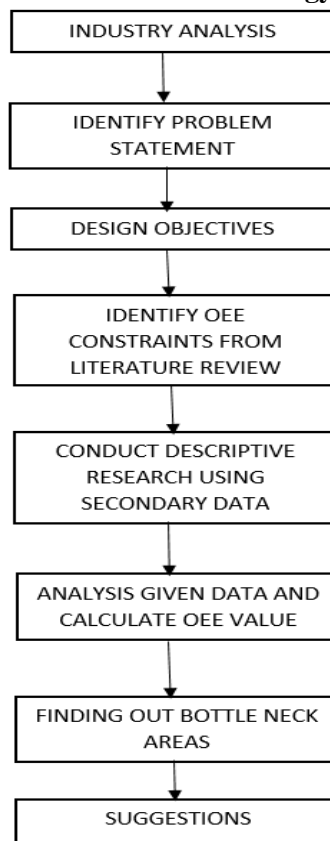 INDUSTRY ANALYSIS
IDENTIFY PROBLEM
STATEMENT
DESIGN OBJECTIVES
IDENTIFY OEE
CONSTRAINTS FROM
LITERATURE REVIEW
CONDUCT DESCRIPTIVE
RESEARCH USING
SECONDARY DATA
ANALYSIS GIVEN DATA AND
CALCULATE OEE VALUE
FINDING OUT BOTTLE NECK
AREAS
SUGGESTIONS